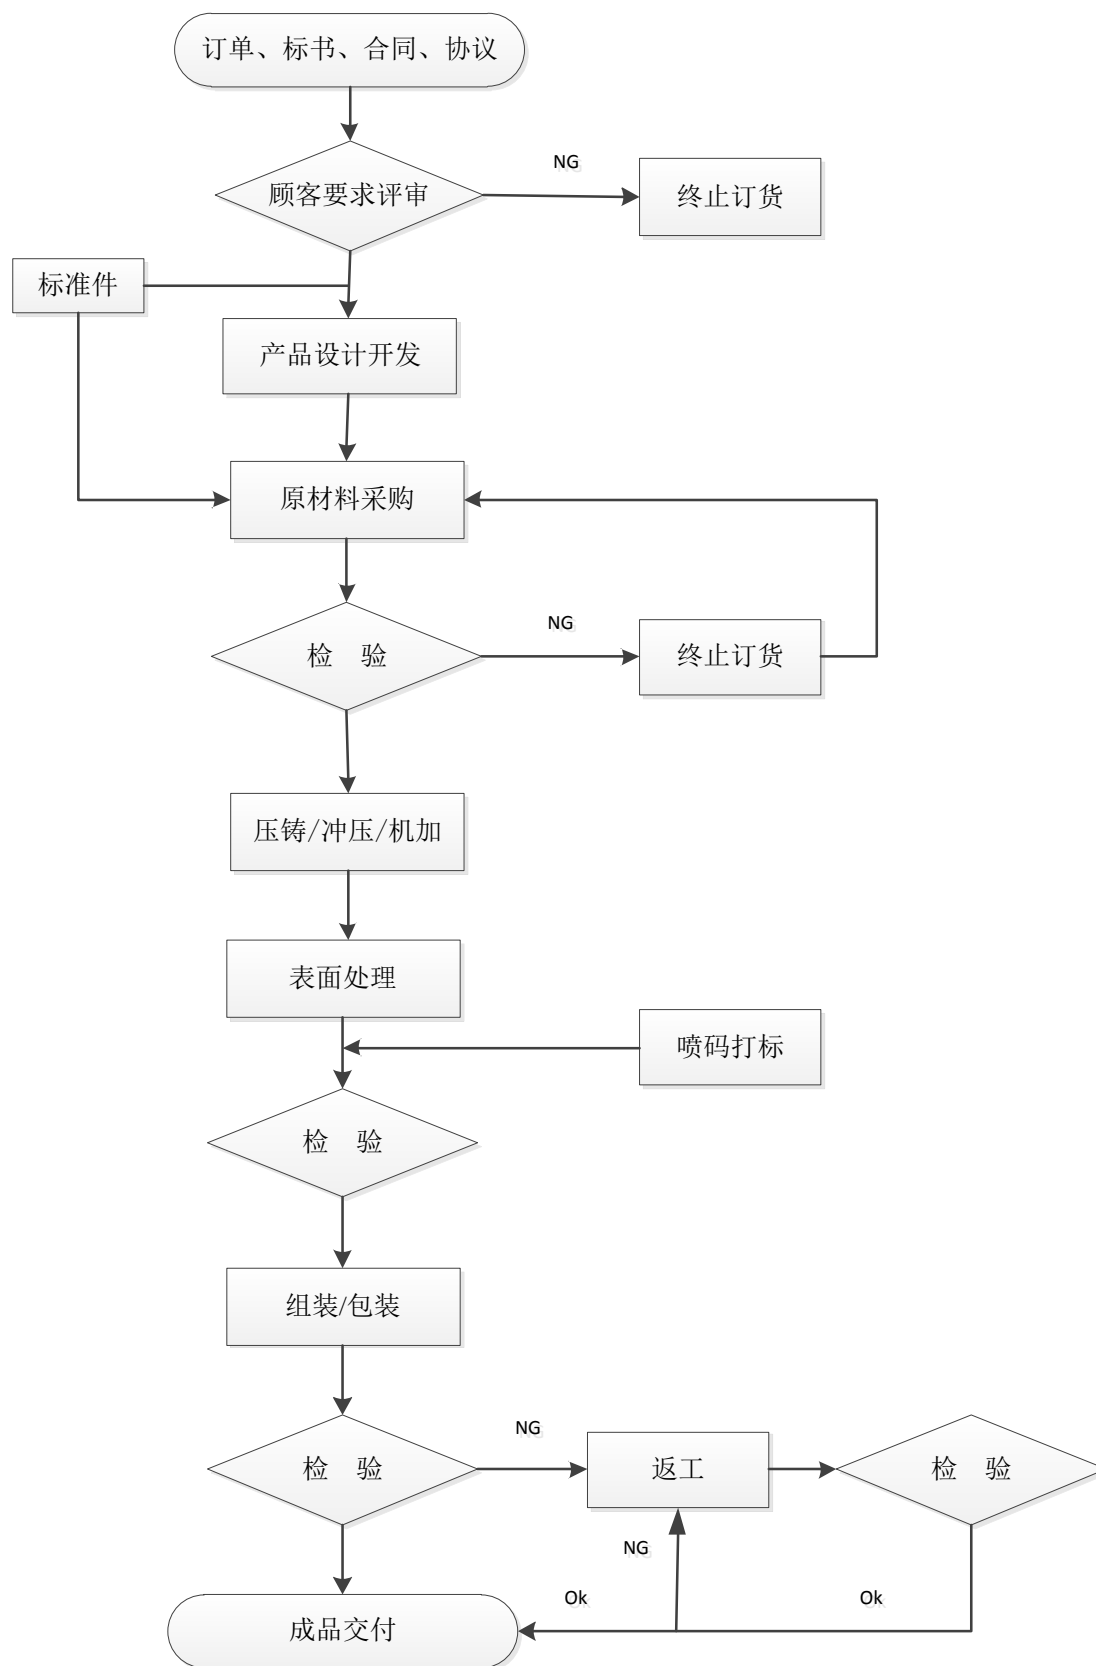 订单、标书、合同、协议
顾客要求评审
NG
终止订货
标准件
产品设计开发
原材料采购
检 验
NG
终止订货
压铸/冲压/机加
表面处理
喷码打标
检 验
组装/包装
检 验
NG
返工
检 验
NG
Ok
Ok
成品交付